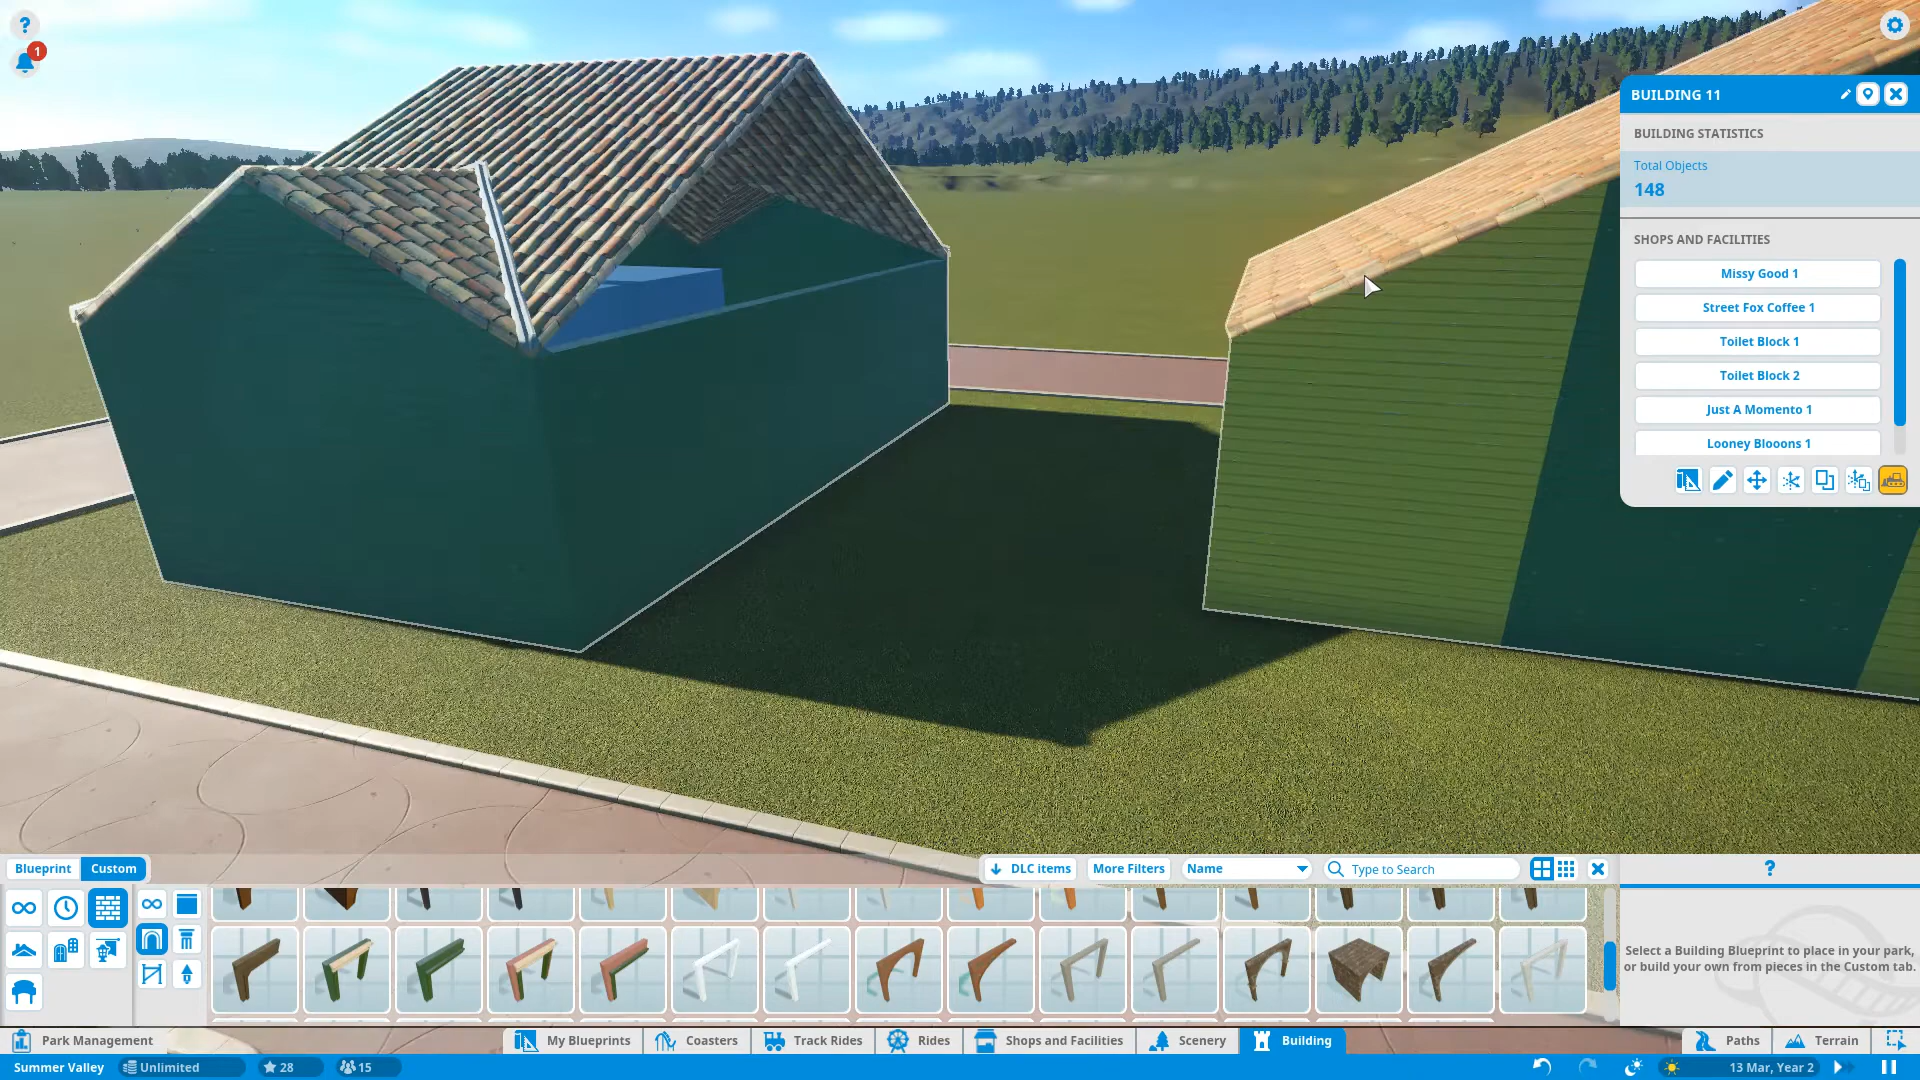 ?
1
BUILDING 11
BUILDING STATISTICS
Total Objects
148
SHOPS AND FACILITIES
Missy Good 1
Street Fox Coffee 1
Toilet Block 1
Toilet Block 2
Just A Momento 1
Looney Blooons 1
Blueprint
Custom
DLC items
More Filters
Name
Type to Search
?
Select a Building Blueprint to place in your park,
or build your own from pieces in the Custom tab.
Park Management
My Blueprints
Coasters
Track Rides
Rides
Shops and Facilities
Scenery
Building
Paths
Terrain
Summer Valley
Unlimited
28
15
13 Mar, Year 2